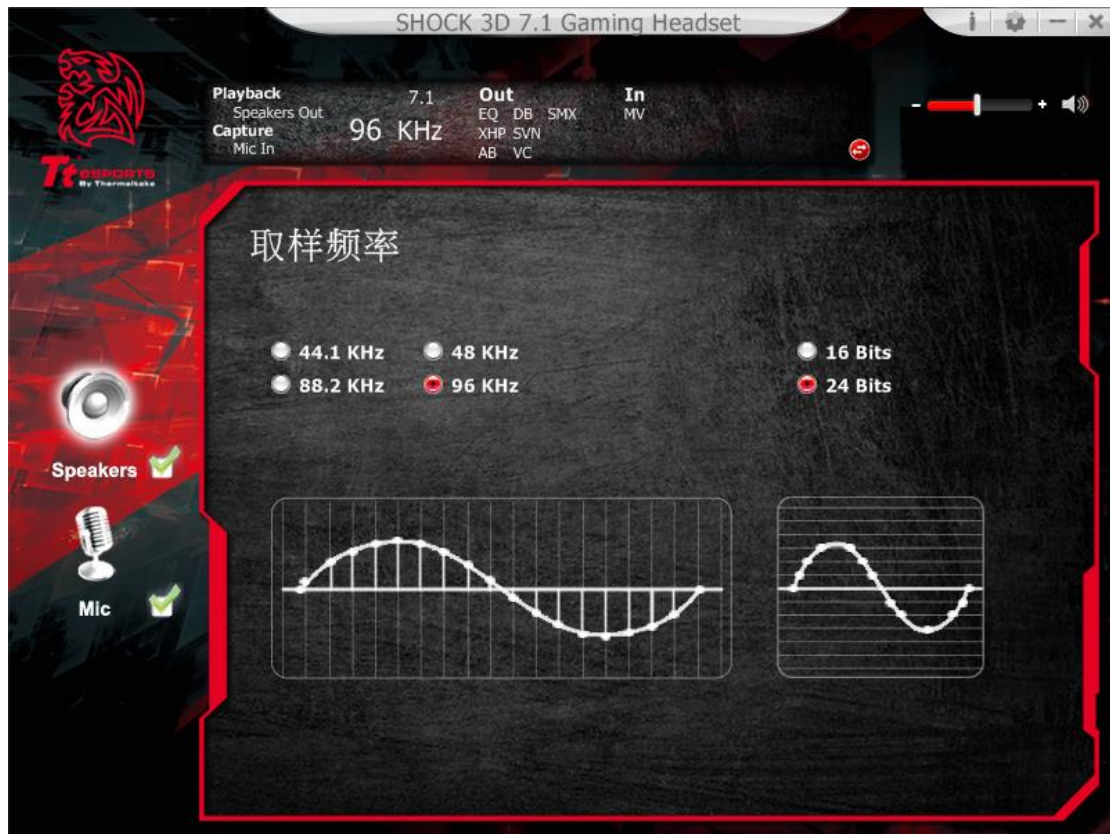 SHOCK 3D 7.1 Gaming Headset
Tt eSPORTS
By Thermaltake
Playback 7.1 Out In
Speakers Out EQ DB SMX MV
Capture 96 KHz XHP SVN
Mic In AB VC
取样频率
44.1 KHz 48 KHz 16 Bits
88.2 KHz 96 KHz 24 Bits
Speakers
Mic